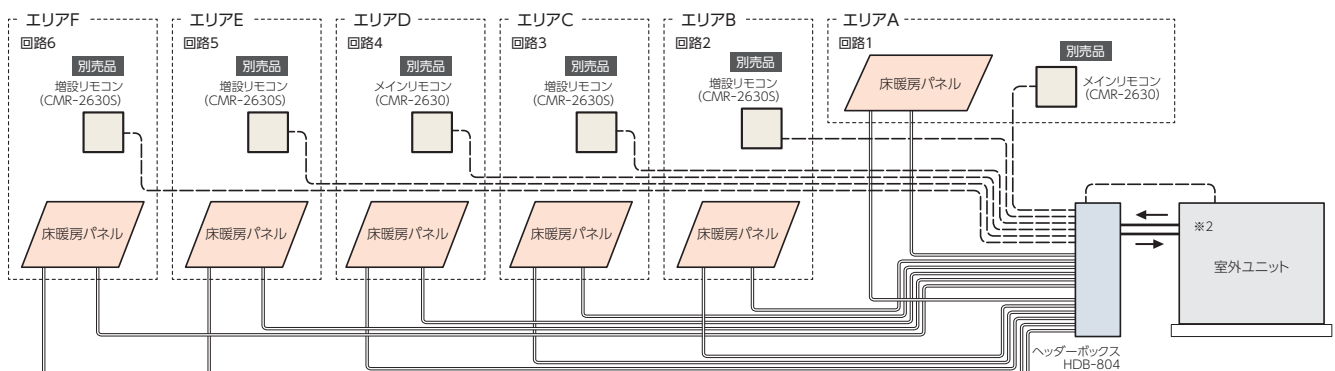 エリアF
回路6
別売品
増設リモコン
(CMR-2630S)
床暖房パネル
エリアE
回路5
別売品
増設リモコン
(CMR-2630S)
床暖房パネル
エリアD
回路4
別売品
メインリモコン
(CMR-2630)
床暖房パネル
エリアC
回路3
別売品
増設リモコン
(CMR-2630S)
床暖房パネル
エリアB
回路2
別売品
増設リモコン
(CMR-2630S)
床暖房パネル
エリアA
回路1
床暖房パネル
別売品
メインリモコン
(CMR-2630)
※2
室外ユニット
ヘッダーボックス
HDB-804